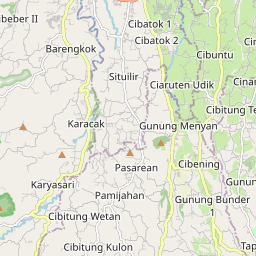 Cibatok 1
Cibeber II
Cibatok 2
Barengkok
Cibuntu
Situilir
Ciaruten Udik
Cinan
Cibitung Te
Karacak
Gunung Menyan
Cibening
Pasarean
Karyasari
Pamijahan
Gunung Bunder
1
Cibitung Wetan
Cibitung Kulon
Tap